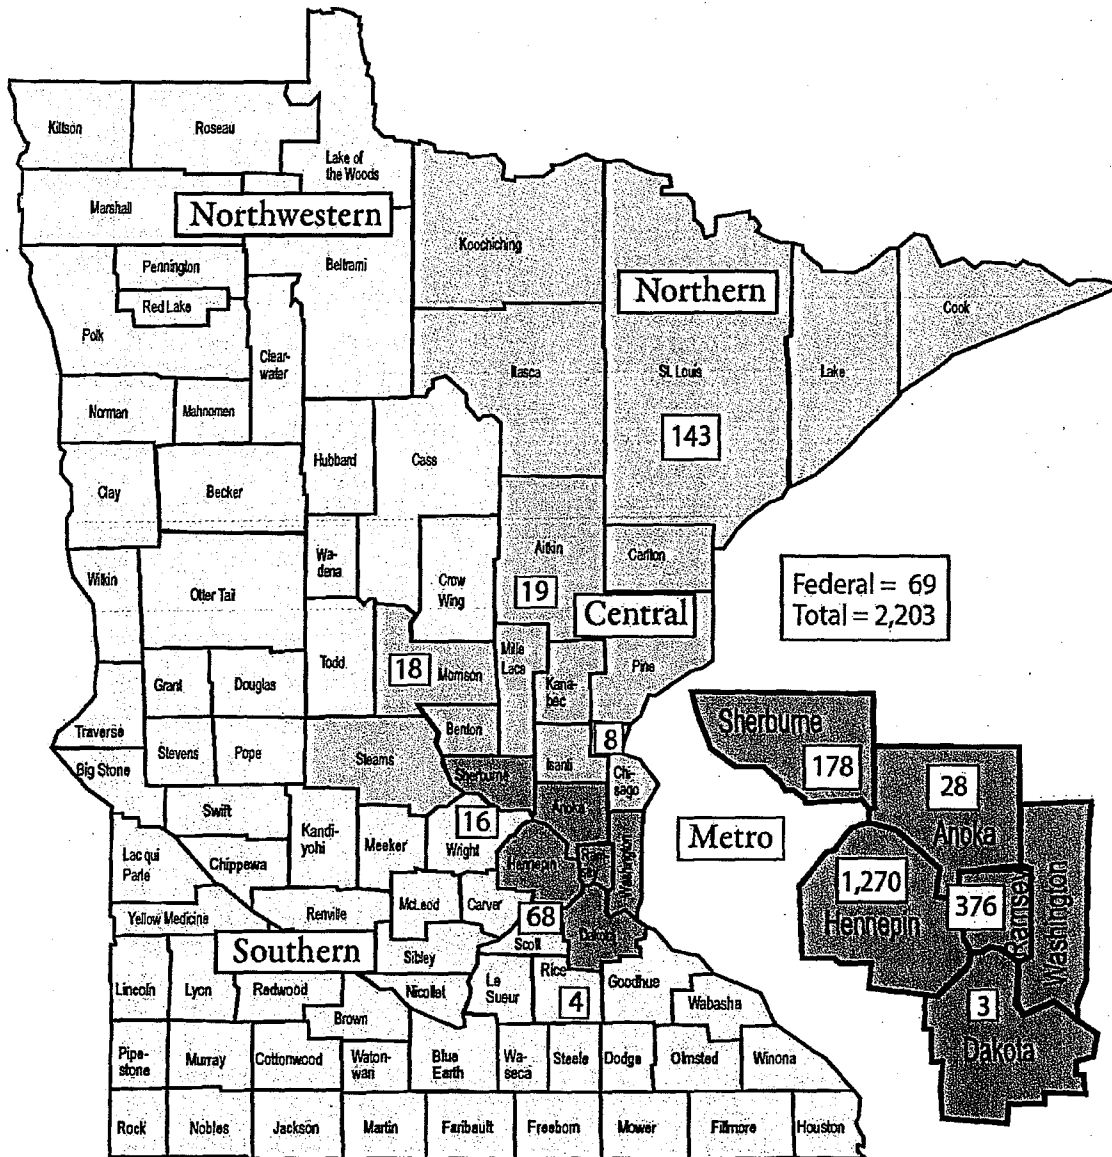 Kittson
Roseau
Lake of
the Woods
Marshall
Northwestern
Koochiching
Pennington
Beltrami
Northern
Red Lake
Cook
Polk
Clear-
water
Itasca
St. Louis
Lake
Norman
Mahnomen
143
Hubbard
Cass
Clay
Becker
Aitkin
Carlton
Wa-
dena
Wilkin
Crow
Wing
Otter Tail
19
Federal = 69
Total = 2,203
Central
Todd
18
Morrison
Mille
Lacs
Pine
Grant
Douglas
Kana-
bec
Traverse
Benton
8
Sherburne
Stevens
Pope
Stearns
Isanti
178
Big Stone
Sherburne
Chi-
sago
28
Swift
Anoka
Anoka
16
Kandi-
yohi
Meeker
Wright
Metro
Lac qui
Parle
Chippewa
Hennepin
Washington
1,270
Hennepin
376
Ramsey
Washington
Yellow Medicine
Renville
McLeod
Carver
68
Scott
Dakota
Southern
Sibley
Lincoln
Lyon
Redwood
Nicollet
Le
Sueur
Rice
4
Goodhue
Wabasha
3
Dakota
Brown
Pipe-
stone
Murray
Cottonwood
Waton-
wan
Blue
Earth
Wa-
seca
Steele
Dodge
Olmsted
Winona
Rock
Nobles
Jackson
Martin
Faribault
Freeborn
Mower
Fillmore
Houston